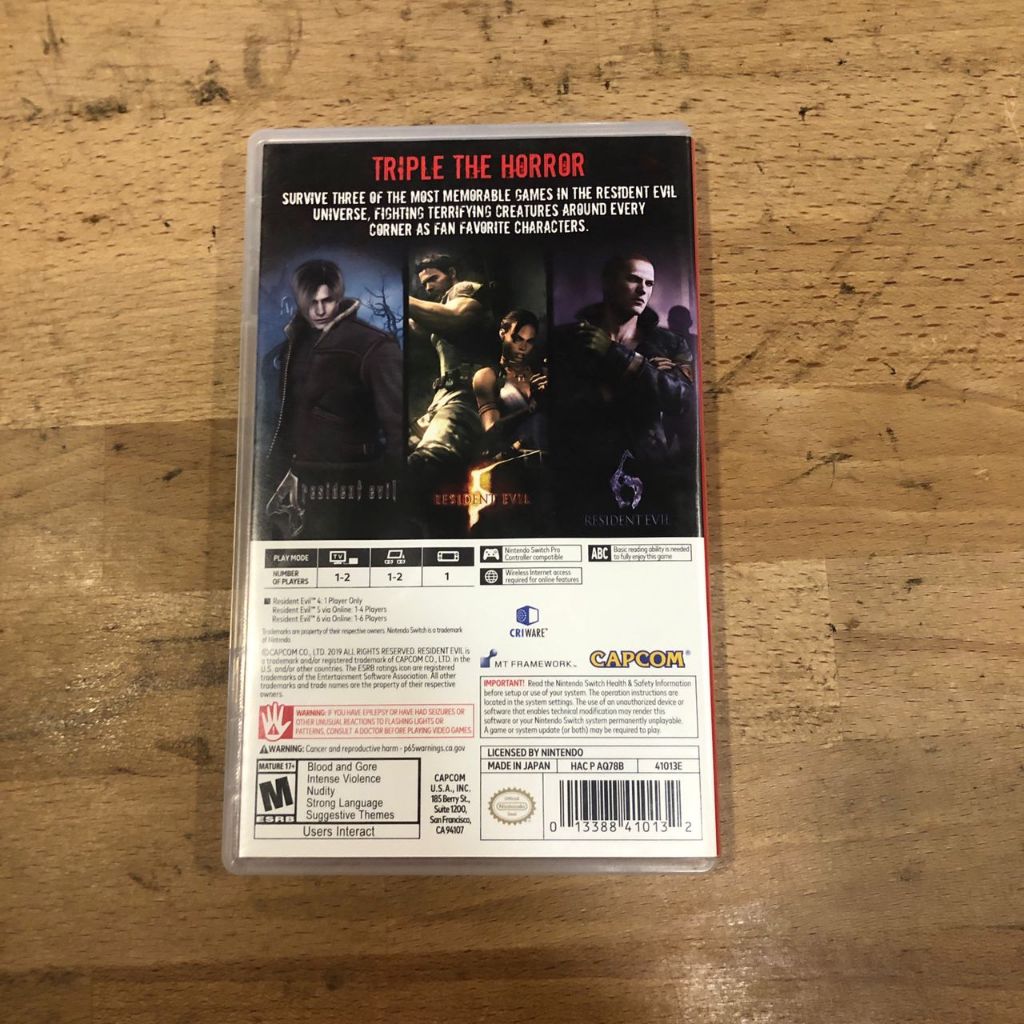 TRIPLE THE HORROR
SURVIVE THREE OF THE MOST MEMORABLE GAMES IN THE RESIDENT EVIL
UNIVERSE, FIGHTING TERRIFYING CREATURES AROUND EVERY
CORNER AS FAN FAVORITE CHARACTERS.
4 resident evil
RESIDENT EVIL 5
6
RESIDENT EVIL
PLAY MODE
TV
NUMBER
OF PLAYERS
1-2
1-2
1
Nintendo Switch Pro
Controller compatible
ABC
Basic reading ability is needed
to fully enjoy this game
Wireless Internet access
required for online features
Resident Evil™ 4: 1 Player Only
Resident Evil™ 5 via Online: 1-4 Players
Resident Evil™ 6 via Online: 1-6 Players
Trademarks are property of their respective owners. Nintendo Switch is a trademark
of Nintendo.
©CAPCOM CO., LTD. 2019 ALL RIGHTS RESERVED. RESIDENT EVIL is
a trademark and/or registered trademark of CAPCOM CO., LTD. in the
U.S. and/or other countries. The ESRB ratings icon are registered
trademarks of the Entertainment Software Association. All other
trademarks and trade names are the property of their respective
owners.
CRIWARE™
MT FRAMEWORK™
CAPCOM®
IMPORTANT! Read the Nintendo Switch Health & Safety Information
before setup or use of your system. The operation instructions are
located in the system settings. The use of an unauthorized device or
software that enables technical modification may render this
software or your Nintendo Switch system permanently unplayable.
A game or system update (or both) may be required to play.
WARNING: IF YOU HAVE EPILEPSY OR HAVE HAD SEIZURES OR
OTHER UNUSUAL REACTIONS TO FLASHING LIGHTS OR
PATTERNS, CONSULT A DOCTOR BEFORE PLAYING VIDEO GAMES.
WARNING: Cancer and reproductive harm - p65warnings.ca.gov
MATURE 17+
M
ESRB
Blood and Gore
Intense Violence
Nudity
Strong Language
Suggestive Themes
Users Interact
CAPCOM
U.S.A., INC.
185 Berry St.,
Suite 1200,
San Francisco,
CA 94107
LICENSED BY NINTENDO
MADE IN JAPAN
HAC P AQ78B
41013E
Official
Nintendo
Seal
0 13388 41013 2